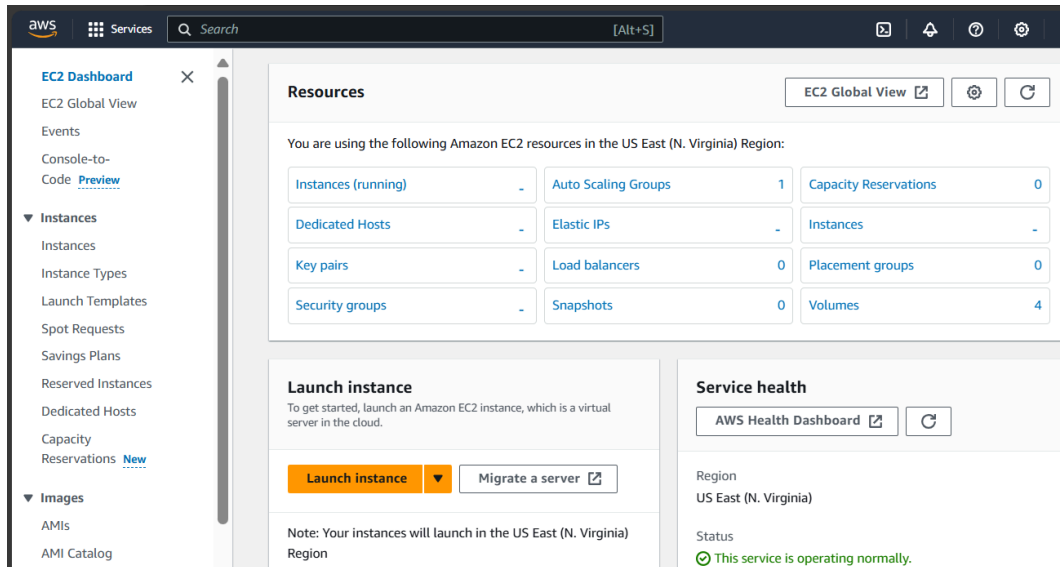 aws
Services
Search
[Alt+S]
EC2 Dashboard
EC2 Global View
Events
Console-to-
Code Preview
Instances
Instances
Instance Types
Launch Templates
Spot Requests
Savings Plans
Reserved Instances
Dedicated Hosts
Capacity
Reservations New
Images
AMIs
AMI Catalog
Resources
EC2 Global View
You are using the following Amazon EC2 resources in the US East (N. Virginia) Region:
Instances (running) -
Auto Scaling Groups 1
Capacity Reservations 0
Dedicated Hosts -
Elastic IPs -
Instances -
Key pairs -
Load balancers 0
Placement groups 0
Security groups -
Snapshots 0
Volumes 4
Launch instance
To get started, launch an Amazon EC2 instance, which is a virtual
server in the cloud.
Launch instance
Migrate a server
Note: Your instances will launch in the US East (N. Virginia)
Region
Service health
AWS Health Dashboard
Region
US East (N. Virginia)
Status
This service is operating normally.